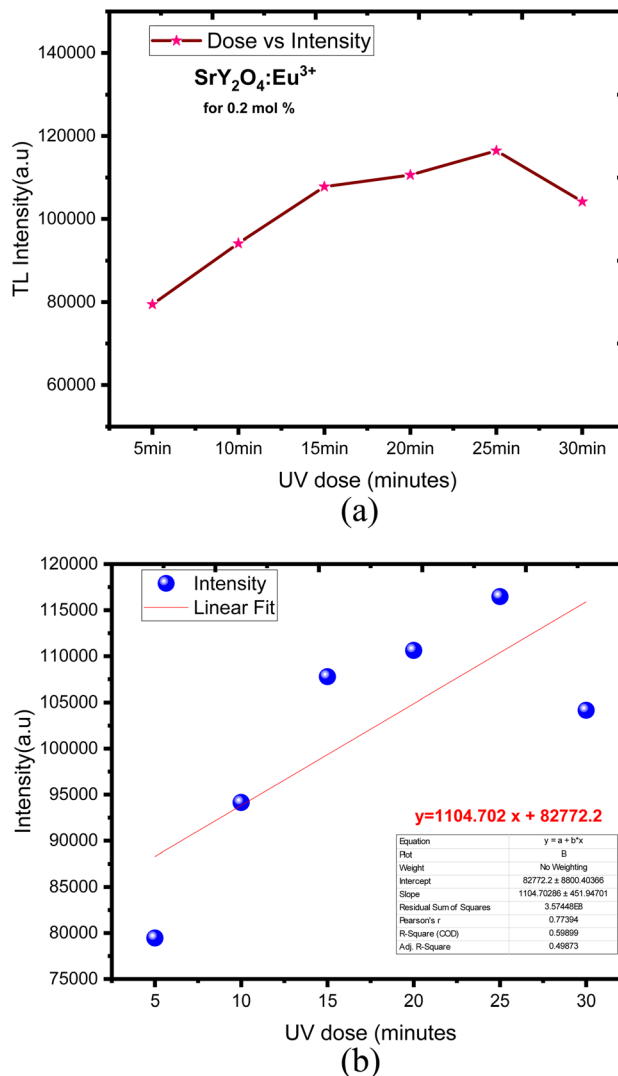 140000
120000
100000
80000
60000
TL Intensity(a.u)
Dose vs Intensity
SrY₂O₄:Eu³⁺
for 0.2 mol %
5min 10min 15min 20min 25min 30min
UV dose (minutes)
(a)
120000
115000
110000
105000
100000
95000
90000
85000
80000
75000
Intensity(a.u)
Intensity
Linear Fit
y=1104.702 x + 82772.2
Equation y = a + b*x
Plot B
Weight No Weighting
Intercept 82772.2 ± 8800.40366
Slope 1104.70286 ± 451.94701
Residual Sum of Squares 3.57448E8
Pearson's r 0.77394
R-Square (COD) 0.59899
Adj. R-Square 0.49873
5 10 15 20 25 30
UV dose (minutes
(b)